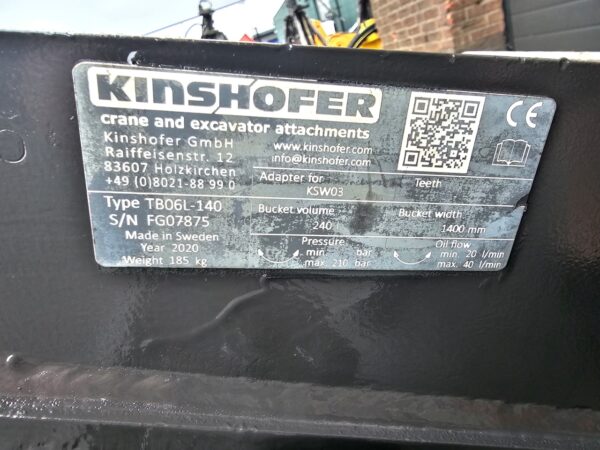 KINSHOFER
crane and excavator attachments
Kinshofer GmbH
Raiffeisenstr. 12
83607 Holzkirchen
+49 (0)8021-88 99 0
www.kinshofer.com
info@kinshofer.com
CE
Adapter for
KSW03
Teeth
Type TB06L-140
S/N FG07875
Made in Sweden
Year 2020
Weight 185 kg
Bucket volume
240
Bucket width
1400 mm
Pressure
min. bar
max. 210 bar
Oil flow
min. 20 l/min
max. 40 l/min